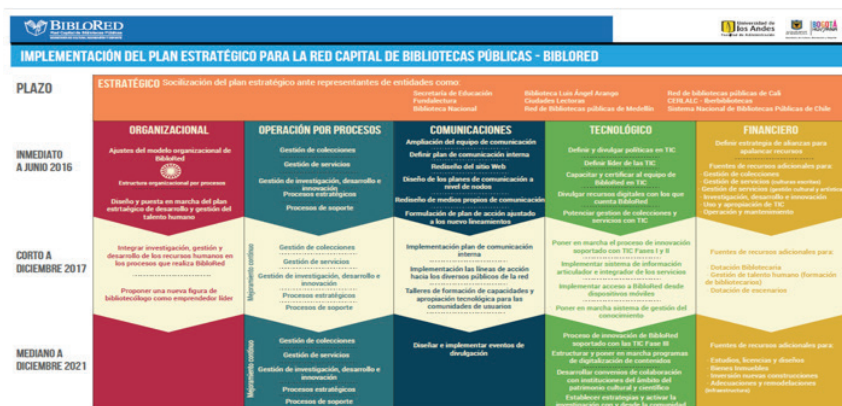 BIBLORED
Red Capital de Bibliotecas Públicas
Universidad de
los Andes
Facultad de Administración
BOGOTÁ
IMPLEMENTACIÓN DEL PLAN ESTRATÉGICO PARA LA RED CAPITAL DE BIBLIOTECAS PÚBLICAS - BIBLORED
PLAZO
ESTRATÉGICO Socilización del plan estratégico ante representantes de entidades como:
Secretaría de Educación
Fundalectura
Biblioteca Nacional
Biblioteca Luis Ángel Arango
Ciudades Lectoras
Red de Bibliotecas públicas de Medellín
Red de bibliotecas públicas de Cali
CERLALC - Iberbibliotecas
Sistema Nacional de Bibliotecas Públicas de Chile
ORGANIZACIONAL
OPERACIÓN POR PROCESOS
COMUNICACIONES
TECNOLÓGICO
FINANCIERO
INMEDIATO
A JUNIO 2016
Ajustes del modelo organizacional de
BibloRed
Estructura organizacional por procesos
Diseño y puesta en marcha del plan
estrtaégico de desarrollo y gestión del
talento humano
Gestión de colecciones
Gestión de servicios
Gestión de investigación, desarrollo e
innovación
Procesos estratégicos
Procesos de soporte
Ampliación del equipo de comunicación
Definir plan de comunicación interna
Rediseño del sitio Web
Diseño de los planes de comunicación a
nivel de nodos
Rediseño de medios propios de comunicación
Formulación de plan de acción ajustado
a los nuevo lineamientos
Definir y divulgar políticas en TIC
Definir líder de las TIC
Capacitar y certificar al equipo de
BibloRed en TIC
Divulgar recursos digitales con los que
cuenta BibloRed
Potenciar gestion de colecciones y
servicios con TIC
Definir estrategia de alianzas para
apalancar recursos
Fuentes de recursos adicionales para:
Gestión de colecciones
Gestión de servicios
Gestión de servicios
Investigación, desarrollo e innovación
Uso y apropiación de TIC
Operación y mantenimiento
CORTO A
DICIEMBRE 2017
Integrar investigación, gestión y
desarrollo de los recursos humanos en
los procesos que realiza BibloRed
Proponer una nueva figura de
bibliotecólogo como emprendedor líder
Mejoramiento continuo
Gestión de colecciones
Gestión de servicios
Gestión de investigación, desarrollo e
innovación
Procesos estratégicos
Procesos de soporte
Implementación plan de comunicación
interna
Implementación las líneas de acción
hacia los diversos públicos de la red
Talleres de formación de capacidades y
apropiación tecnológica para las
comunidades de usuarios
Poner en marcha el proceso de innovación
soportado con TIC Fases I y II
Implementar sistema de información
articulador e integrador de los servicios
Implementar acceso a BibloRed desde
dispositivos móviles
Poner en marcha sistema de gestión del
conocimiento
Fuentes de recursos adicionales para:
Dotación Bibliotecaria
Gestión de talento humano (formación
de bibliotecarios)
Dotación de escenarios
MEDIANO A
DICIEMBRE 2021
Mejoramiento continuo
Gestión de colecciones
Gestión de servicios
Gestión de investigación, desarrollo e
innovación
Procesos estratégicos
Procesos de soporte
Diseñar e implementar eventos de
divulgación
Proceso de innovación de BibloRed
soportado con las TIC Fase III
Estructurar y poner en marcha programas
de digitalización de contenidos
Desarrollar convenios de colaboración
con instituciones del ámbito del
patrimonio cultural y científico
Establecer estrategias y activar la
investigación con y desde la comunidad
Fuentes de recursos adicionales para:
- Estudios, licencias y diseños
- Bienes Inmuebles
- Inversión nuevas construcciones
- Adecuaciones y remodelaciones
(infraestructura)